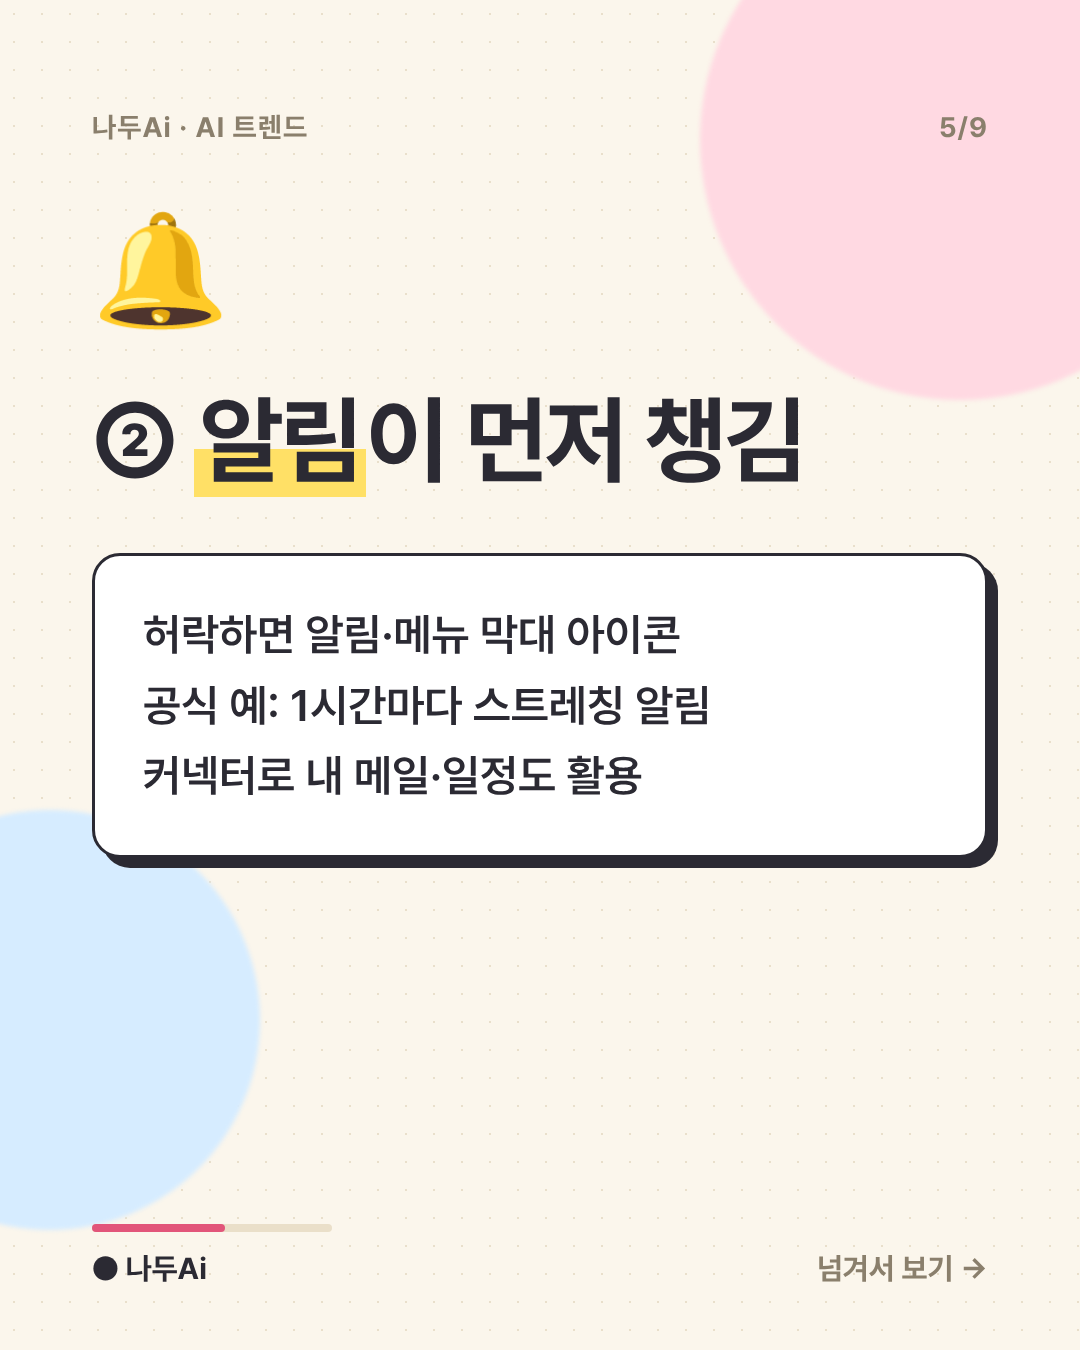 나두Ai · AI 트렌드
5/9
② 알림이 먼저 챙김
허락하면 알림·메뉴 막대 아이콘
공식 예: 1시간마다 스트레칭 알림
커넥터로 내 메일·일정도 활용
● 나두Ai
넘겨서 보기 →